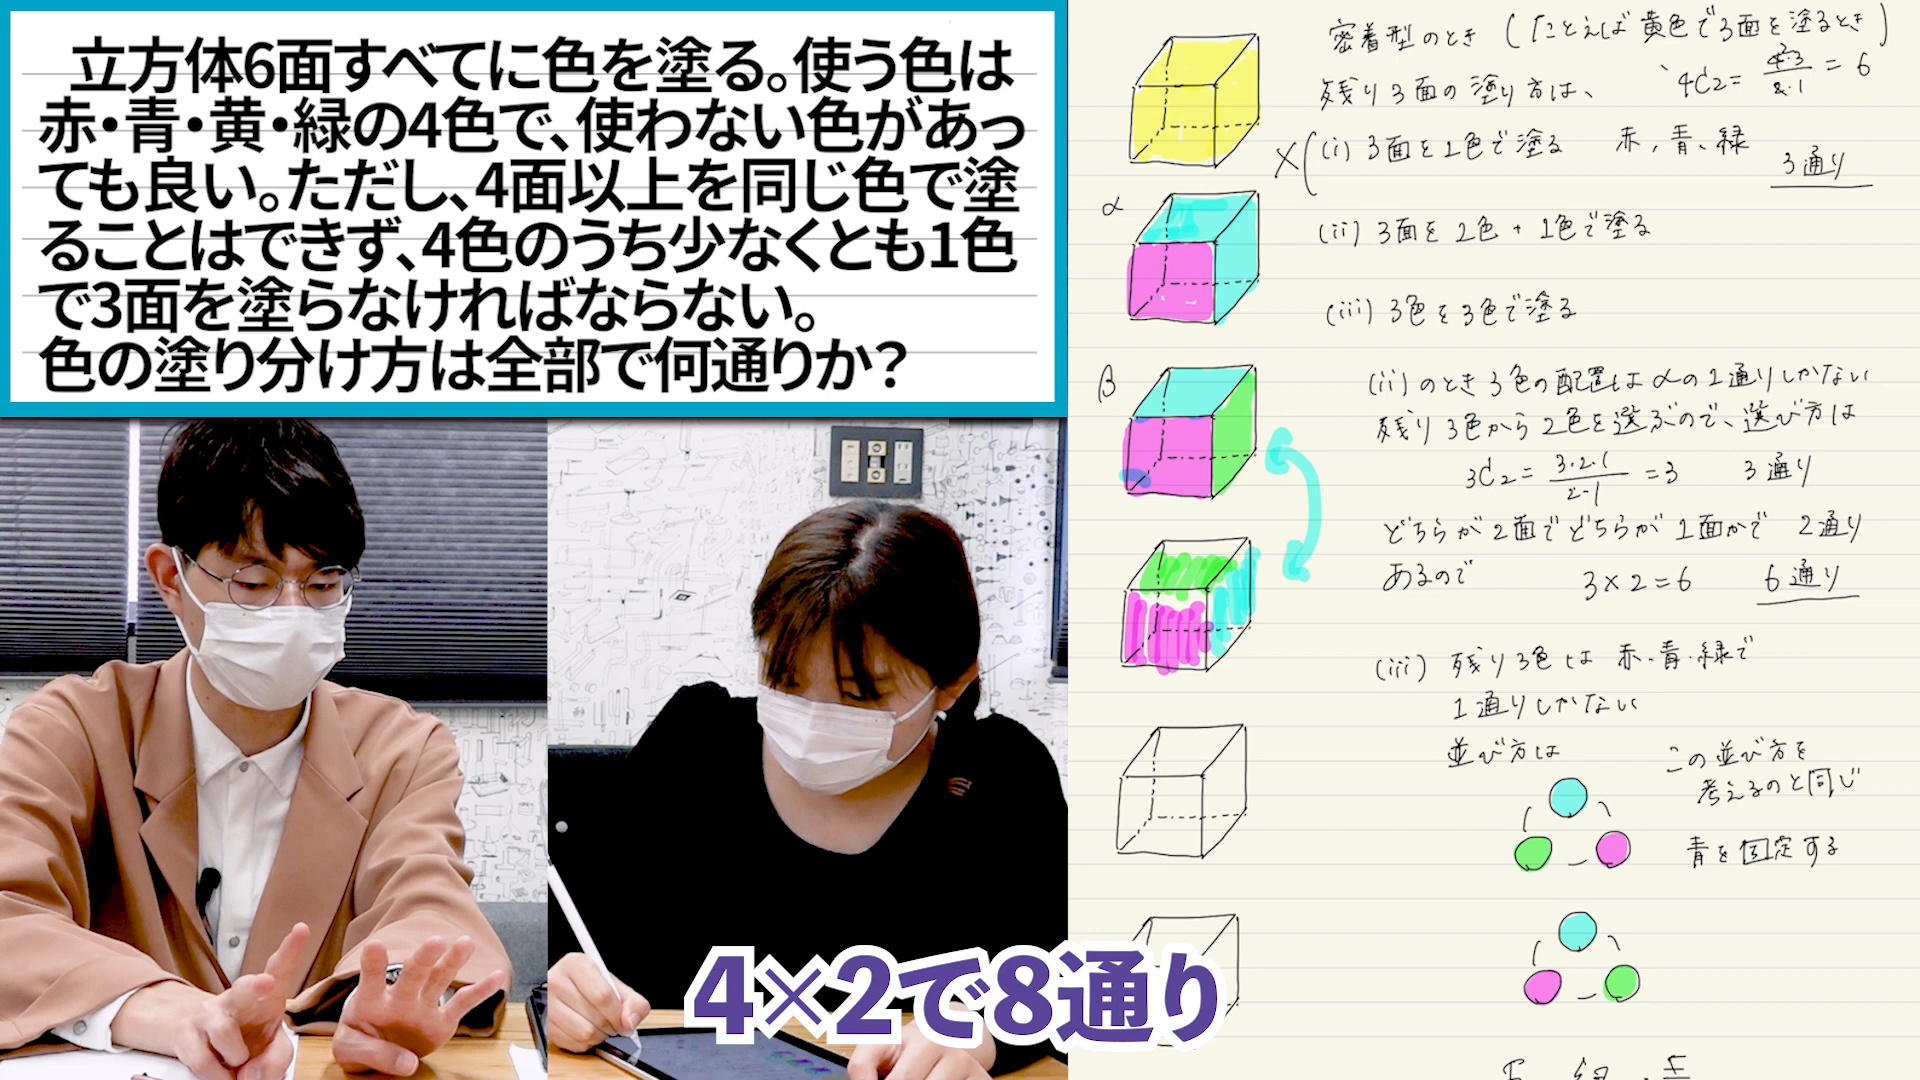 立方体6面すべてに色を塗る。使う色は
赤・青・黄・緑の4色で、使わない色があっ
ても良い。ただし、4面以上を同じ色で塗
ることはできず、4色のうち少なくとも1色
で3面を塗らなければならない。
色の塗り分け方は全部で何通りか?
密着型のとき (たとえば黄色で3面を塗るとき)
残り3面の塗り方は、 4C2= 4・3/2・1 = 6
(i) 3面を1色で塗る 赤,青,緑
3通り
α
(ii) 3面を2色+1色で塗る
(iii) 3色を3色で塗る
β
(ii)のとき3色の配置はαの1通りしかない
残り3色から2色を選ぶので、選び方は
3C2= 3・2・1/2・1 =3 3通り
どちらが2面でどちらが1面かで 2通り
あるので 3×2=6 6通り
(iii) 残り3色は 赤・青・緑で
1通りしかない
並び方は この並び方を
考えるのと同じ
青を固定する
4×2で8通り